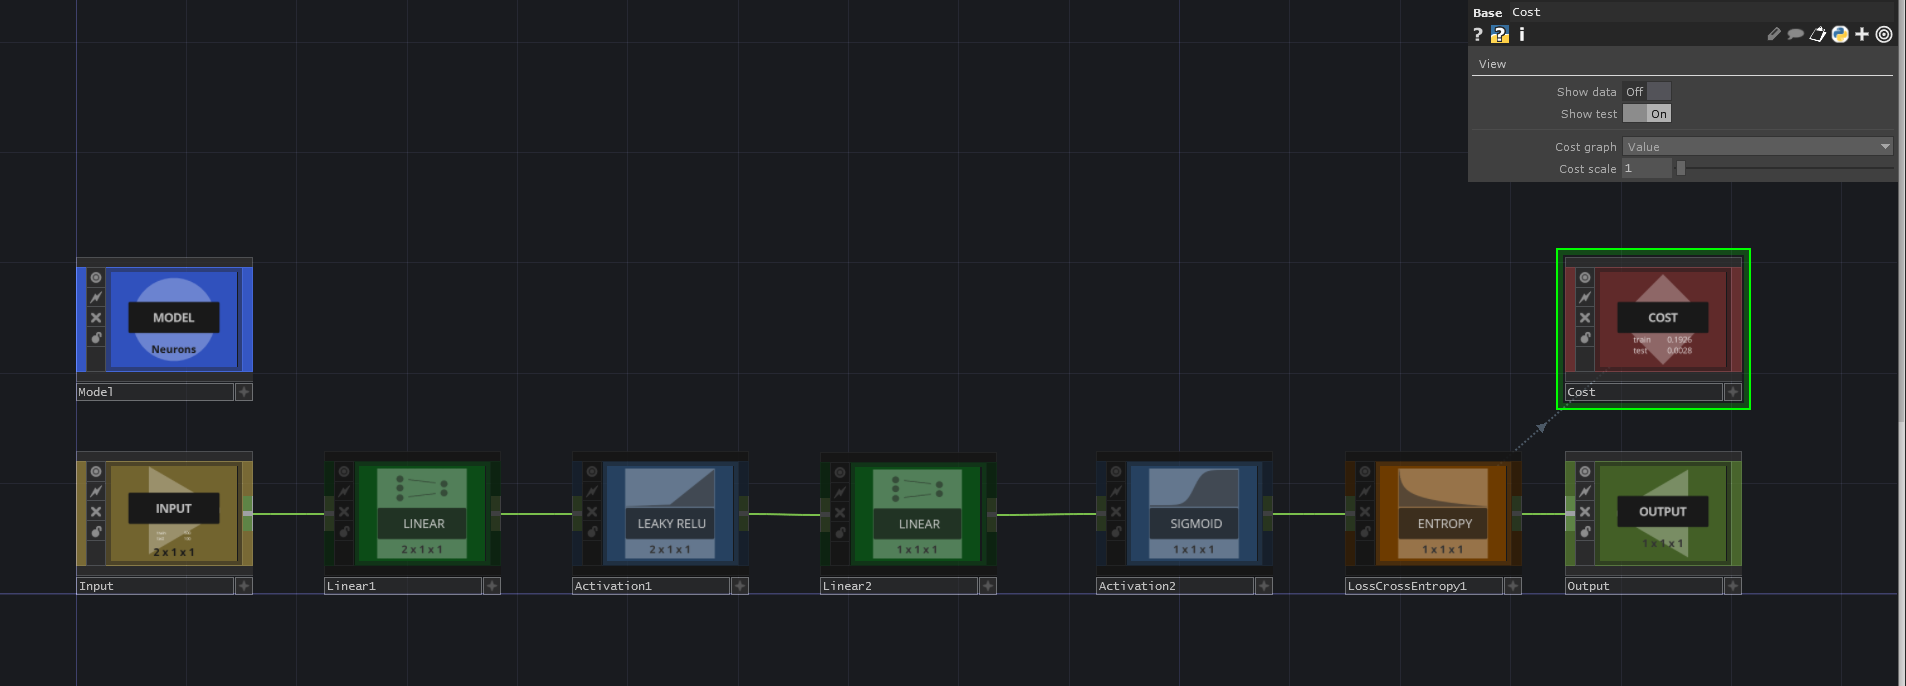 Base Cost
? ? i
View
Show data Off
Show test On
Cost graph Value
Cost scale 1
MODEL
Neurons
Model
COST
train 0.1926
test 0.0028
Cost
INPUT
2 x 1 x 1
Input
LINEAR
2 x 1 x 1
Linear1
LEAKY RELU
2 x 1 x 1
Activation1
LINEAR
1 x 1 x 1
Linear2
SIGMOID
1 x 1 x 1
Activation2
ENTROPY
1 x 1 x 1
LossCrossEntropy1
OUTPUT
1 x 1 x 1
Output